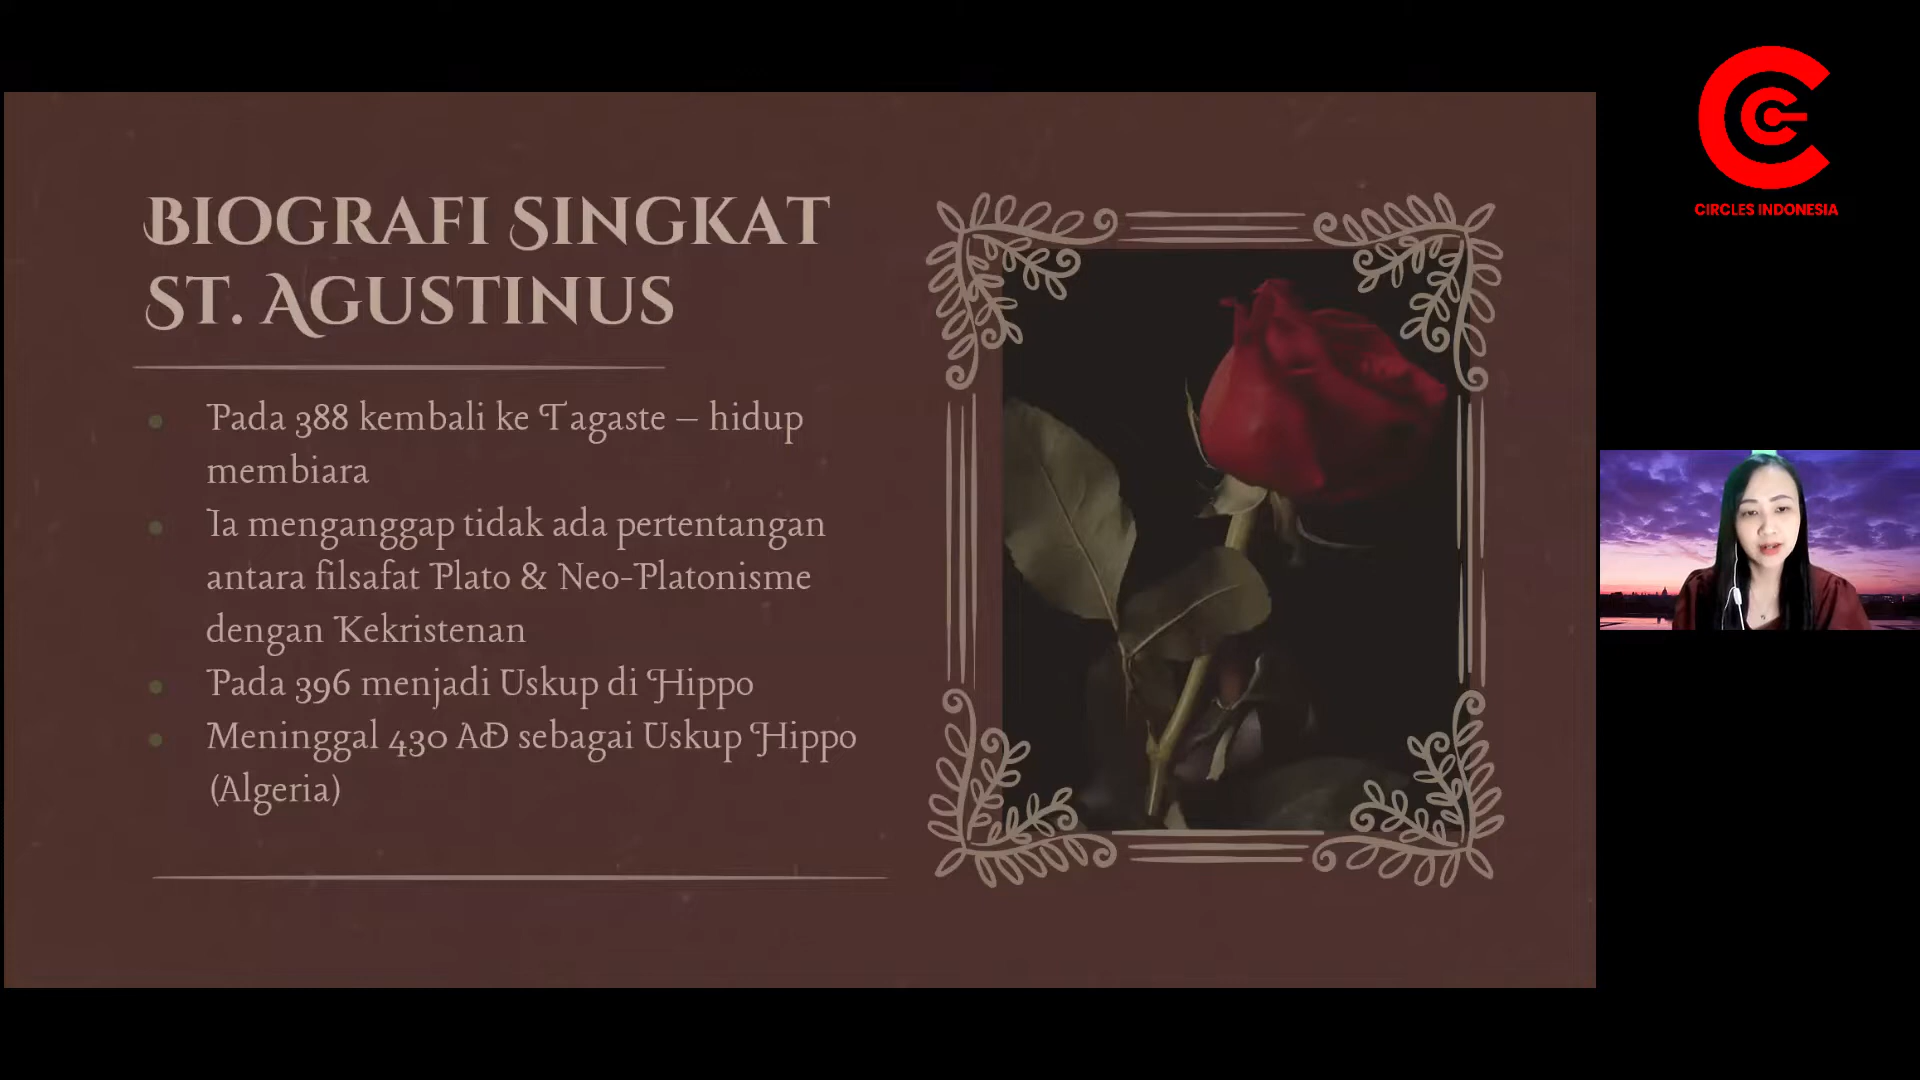 Biografi Singkat
St. Agustinus
Pada 388 kembali ke Tagaste – hidup
membiara
Ia menganggap tidak ada pertentangan
antara filsafat Plato & Neo-Platonisme
dengan Kekristenan
Pada 396 menjadi Uskup di Hippo
Meninggal 430 AD sebagai Uskup Hippo
(Algeria)
CIRCLES INDONESIA